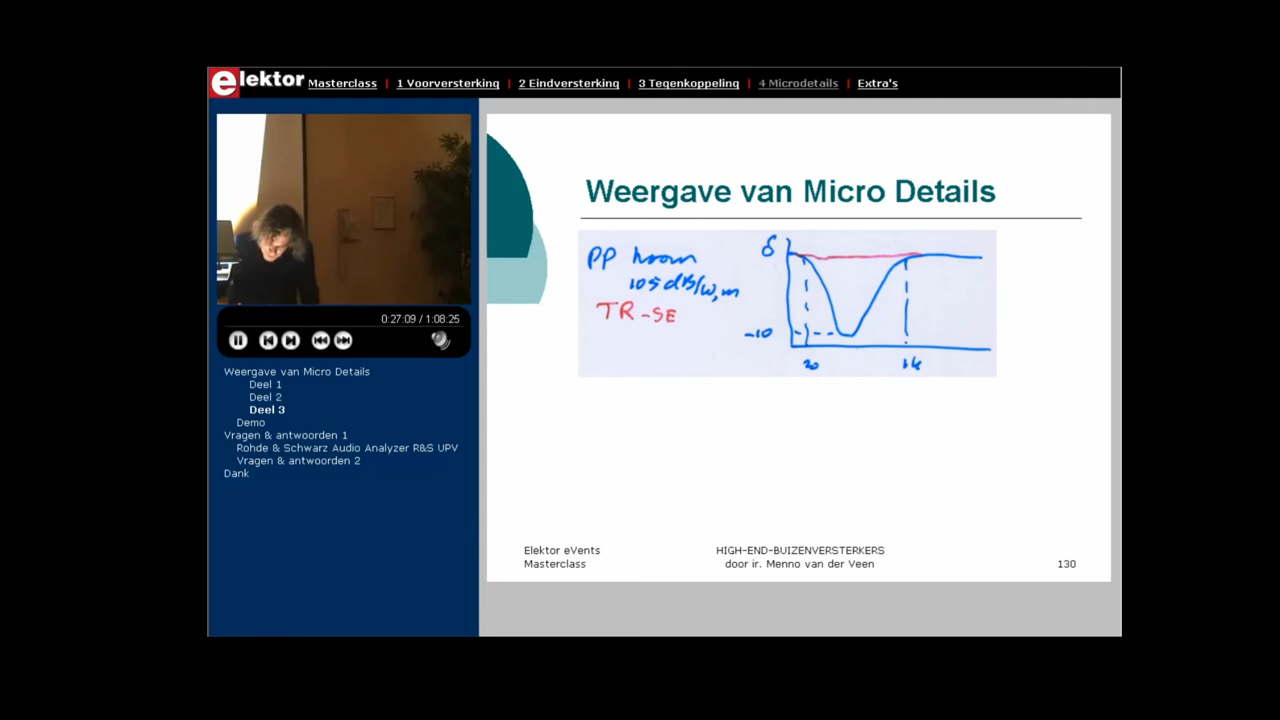 elektor Masterclass | 1 Voorversterking | 2 Eindversterking | 3 Tegenkoppeling | 4 Microdetails | Extra's
0:27:09 / 1:08:25
Weergave van Micro Details
Deel 1
Deel 2
Deel 3
Demo
Vragen & antwoorden 1
Rohde & Schwarz Audio Analyzer R&S UPV
Vragen & antwoorden 2
Dank
Weergave van Micro Details
PP hoorn
105 dB/W,m
TR-SE
δ
-10
20
1k
Elektor eVents
Masterclass
HIGH-END-BUIZENVERSTERKERS
door ir. Menno van der Veen
130